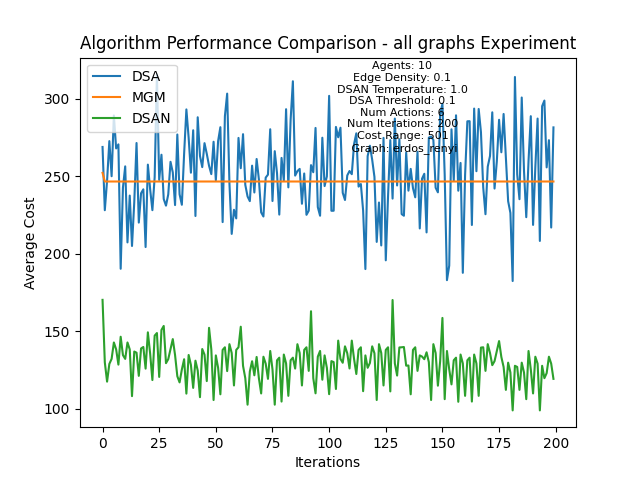 Algorithm Performance Comparison - all graphs Experiment
DSA
MGM
DSAN
Agents: 10
Edge Density: 0.1
DSAN Temperature: 1.0
DSA Threshold: 0.1
Num Actions: 6
Num Iterations: 200
Cost Range: 501
Graph: erdos_renyi
Average Cost
300
250
200
150
100
0 25 50 75 100 125 150 175 200
Iterations